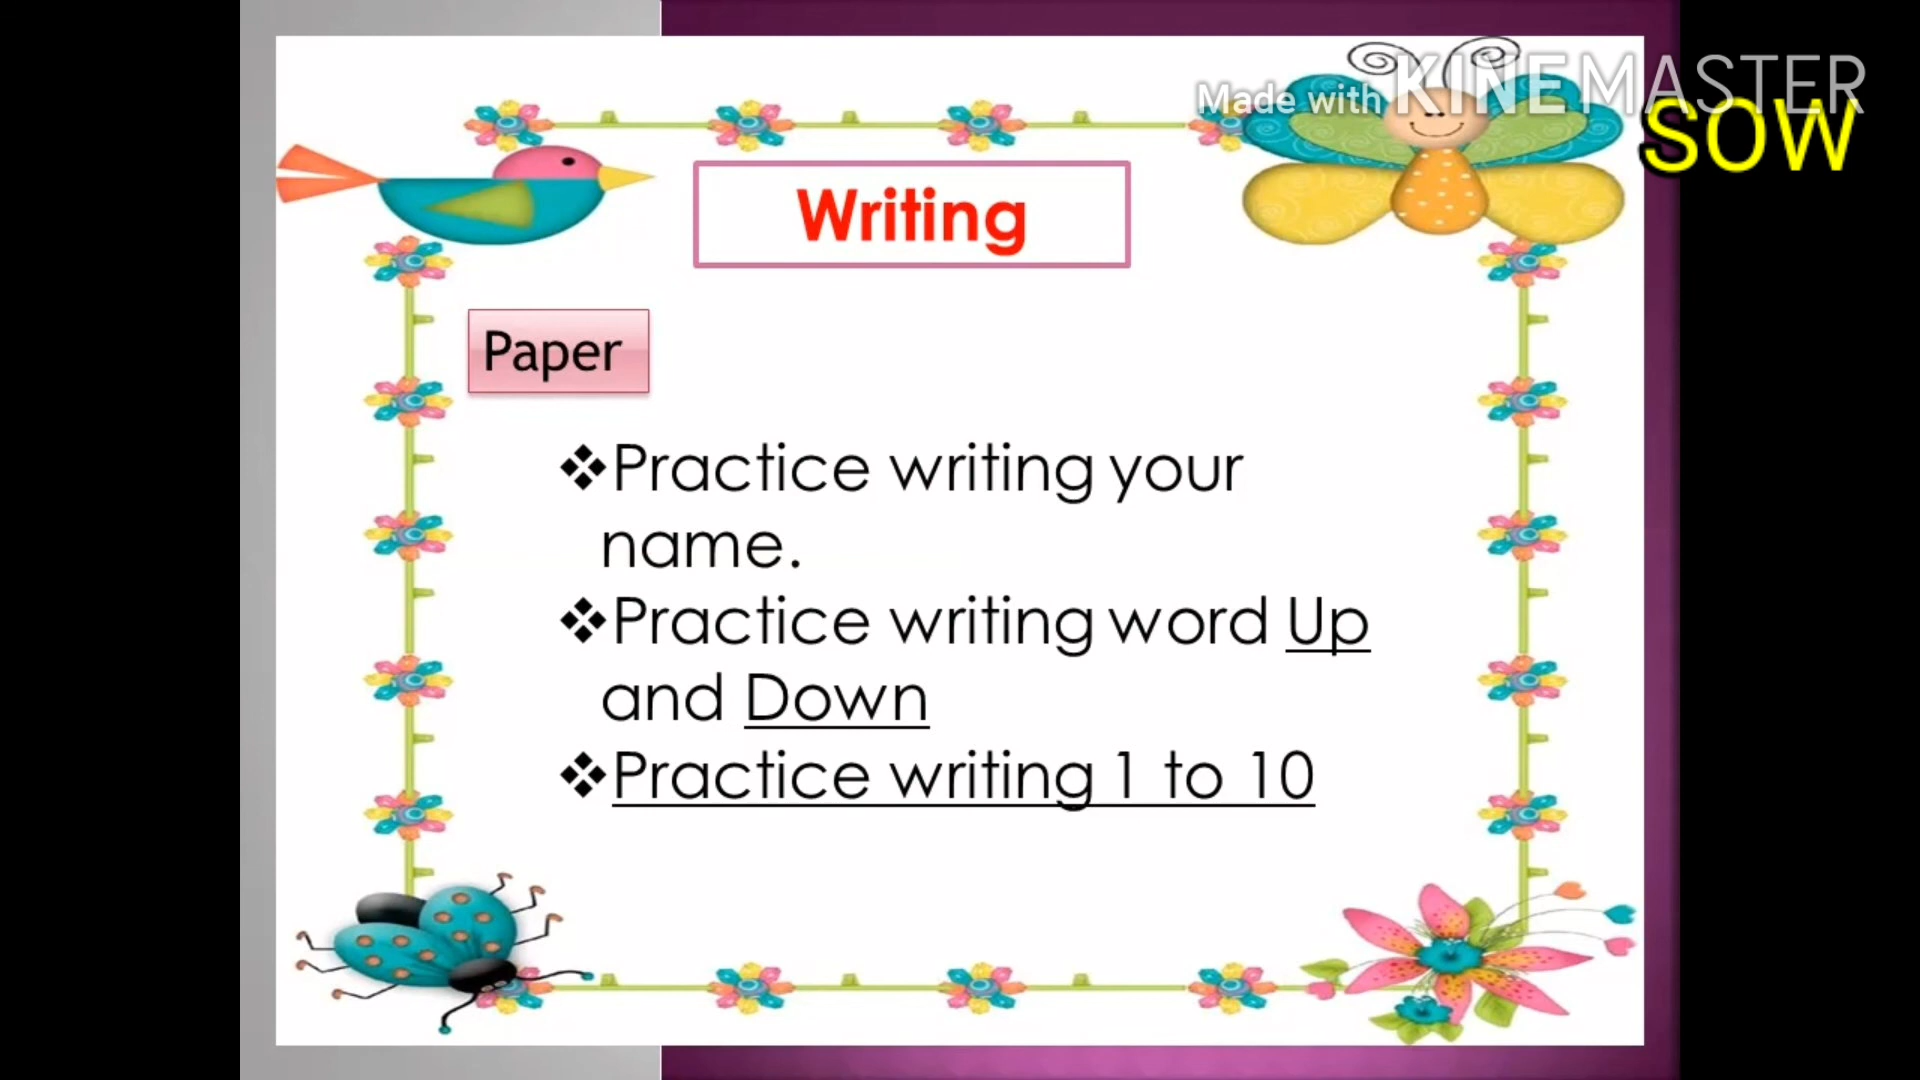 Made with KINEMASTER
SOW
Writing
Paper
❖Practice writing your
name.
❖Practice writing word Up
and Down
❖Practice writing 1 to 10